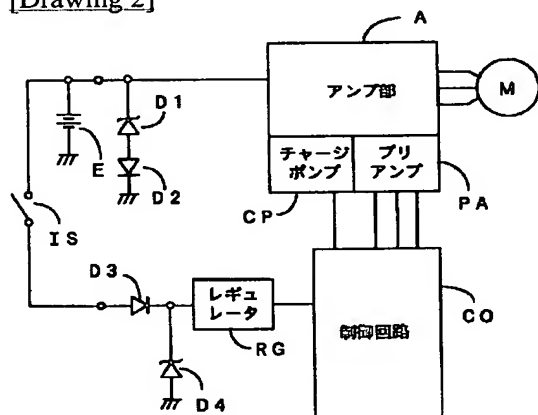 [Drawing 2]
A
アンプ部
M
D1
E
D2
チャージ
ポンプ
プリ
アンプ
CP
PA
IS
D3
レギュ
レータ
RG
制御回路
CO
D4